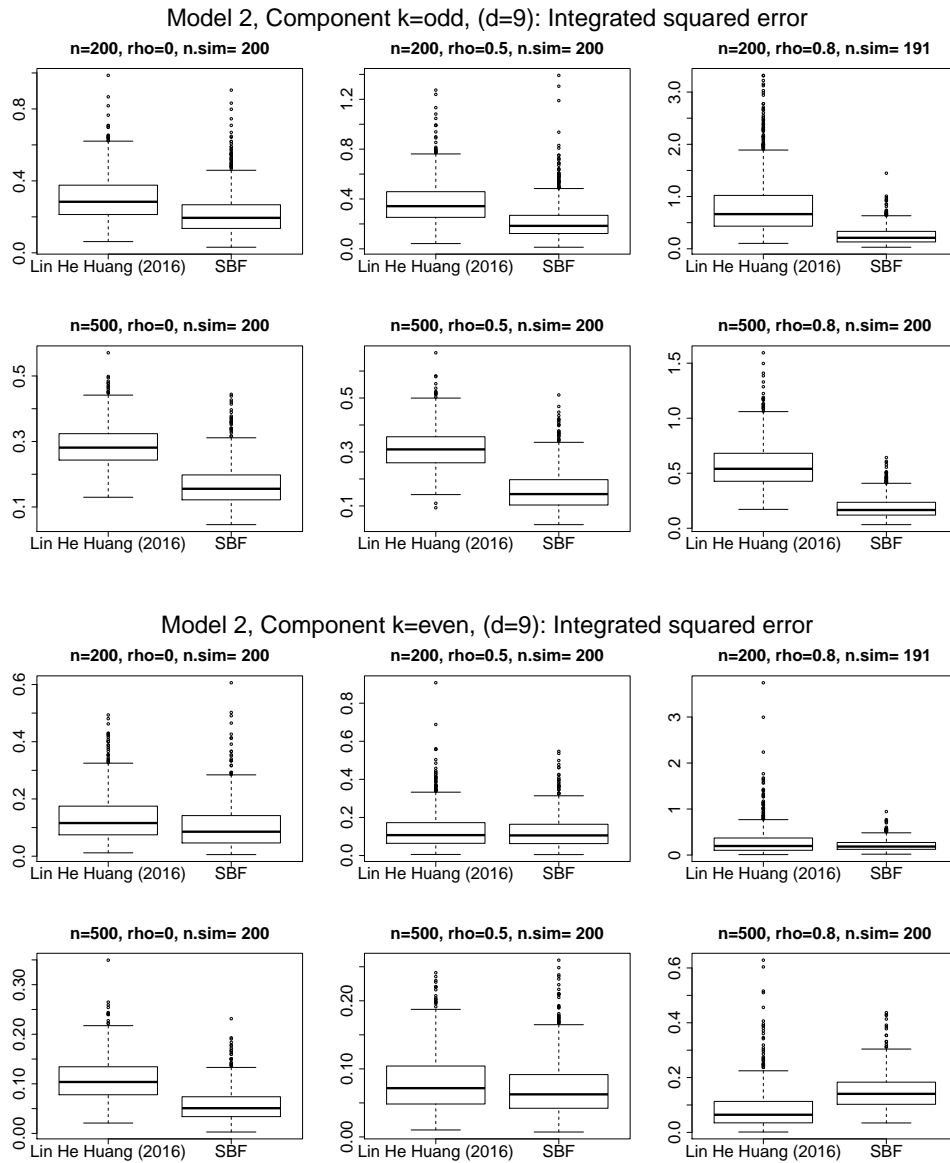 Model 2, Component k=odd, (d=9): Integrated squared error
n=200, rho=0, n.sim= 200
n=200, rho=0.5, n.sim= 200
n=200, rho=0.8, n.sim= 191
0.0 0.4 0.8
0.0 0.4 0.8 1.2
0.0 1.0 2.0 3.0
Lin He Huang (2016) SBF
Lin He Huang (2016) SBF
Lin He Huang (2016) SBF
n=500, rho=0, n.sim= 200
n=500, rho=0.5, n.sim= 200
n=500, rho=0.8, n.sim= 200
0.1 0.3 0.5
0.1 0.3 0.5
0.0 0.5 1.0 1.5
Lin He Huang (2016) SBF
Lin He Huang (2016) SBF
Lin He Huang (2016) SBF
Model 2, Component k=even, (d=9): Integrated squared error
n=200, rho=0, n.sim= 200
n=200, rho=0.5, n.sim= 200
n=200, rho=0.8, n.sim= 191
0.0 0.2 0.4 0.6
0.0 0.2 0.4 0.6 0.8
0 1 2 3
Lin He Huang (2016) SBF
Lin He Huang (2016) SBF
Lin He Huang (2016) SBF
n=500, rho=0, n.sim= 200
n=500, rho=0.5, n.sim= 200
n=500, rho=0.8, n.sim= 200
0.00 0.10 0.20 0.30
0.00 0.10 0.20
0.0 0.2 0.4 0.6
Lin He Huang (2016) SBF
Lin He Huang (2016) SBF
Lin He Huang (2016) SBF